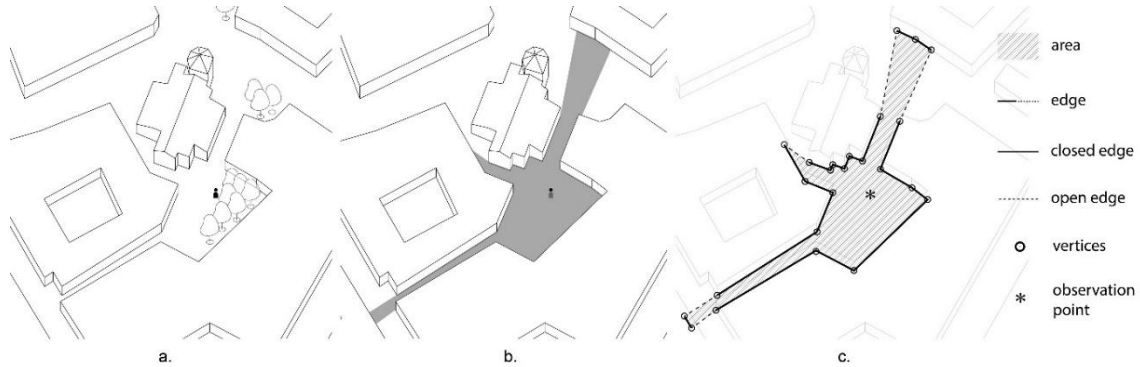 area
edge
closed edge
open edge
vertices
observation
point
a.
b.
c.